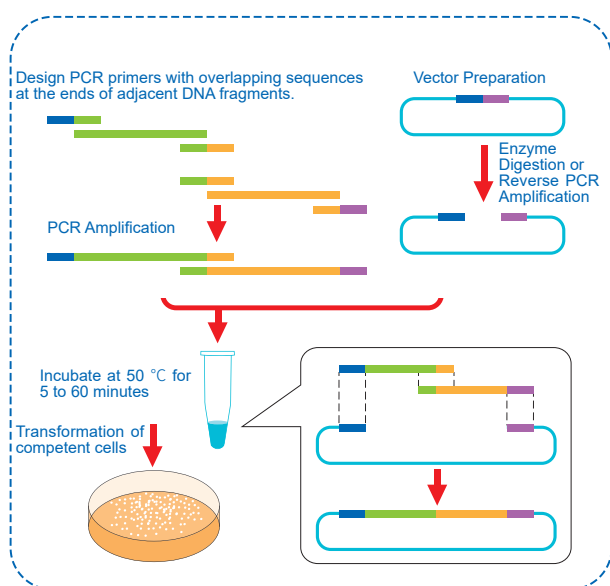 Design PCR primers with overlapping sequences
at the ends of adjacent DNA fragments.
Vector Preparation
Enzyme
Digestion or
Reverse PCR
Amplification
PCR Amplification
Incubate at 50 ℃ for
5 to 60 minutes
Transformation of
competent cells